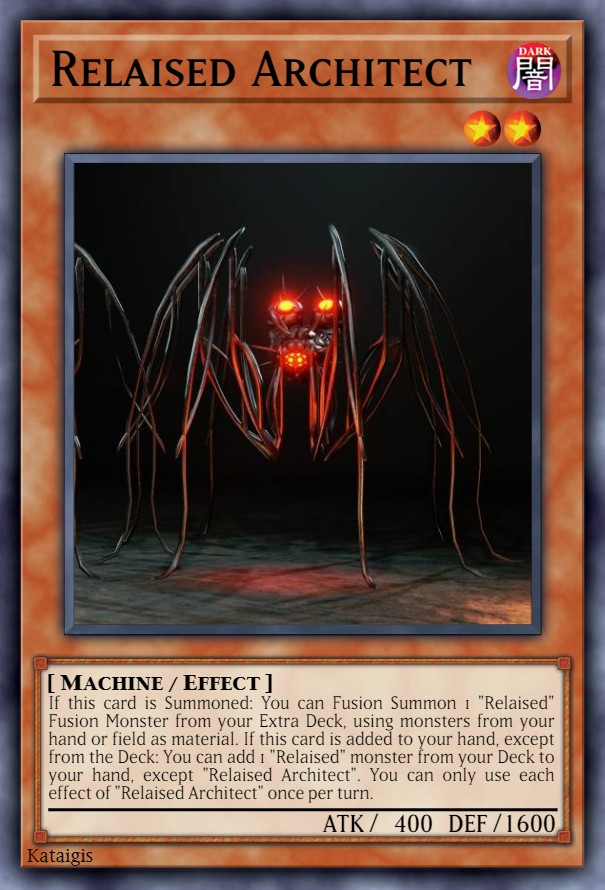 Relaised Architect
DARK
闇
[ Machine / Effect ]
If this card is Summoned: You can Fusion Summon 1 "Relaised"
Fusion Monster from your Extra Deck, using monsters from your
hand or field as material. If this card is added to your hand, except
from the Deck: You can add 1 "Relaised" monster from your Deck to
your hand, except "Relaised Architect". You can only use each
effect of "Relaised Architect" once per turn.
ATK / 400 DEF /1600
Kataigis